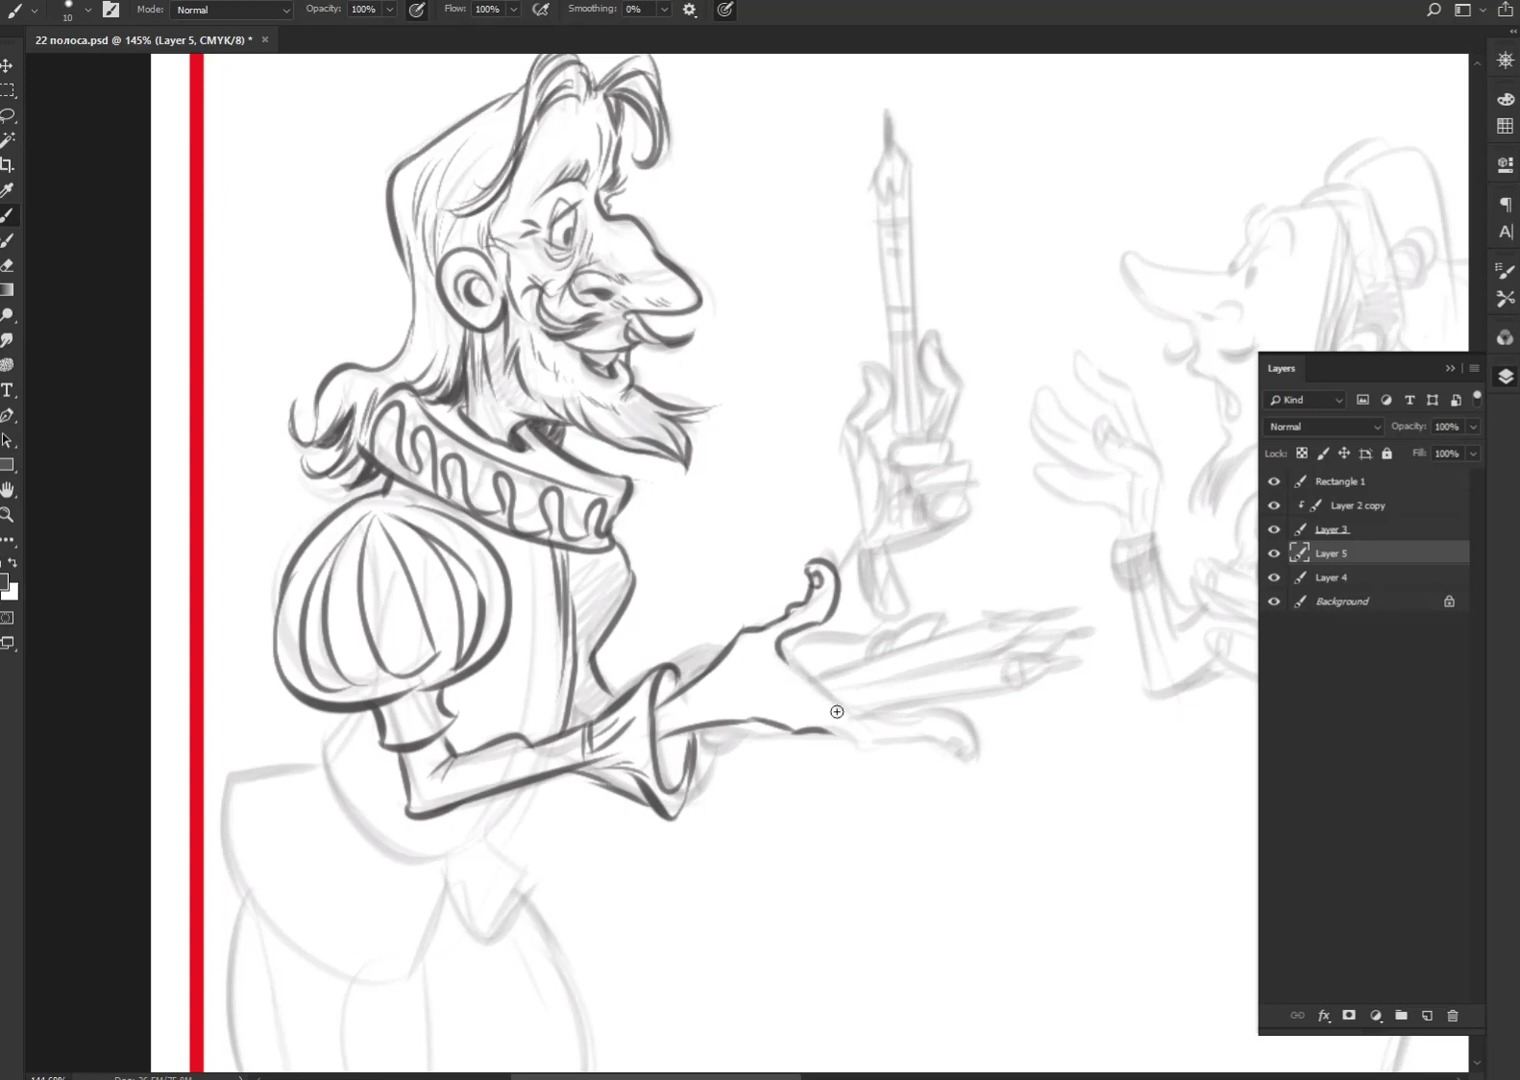 10 Mode: Normal Opacity: 100% Flow: 100% Smoothing: 0%
22 полоса.psd @ 145% (Layer 5, CMYK/8) * ×
Layers
Kind
Normal Opacity: 100%
Lock: Fill: 100%
Rectangle 1
Layer 2 copy
Layer 3
Layer 5
Layer 4
Background